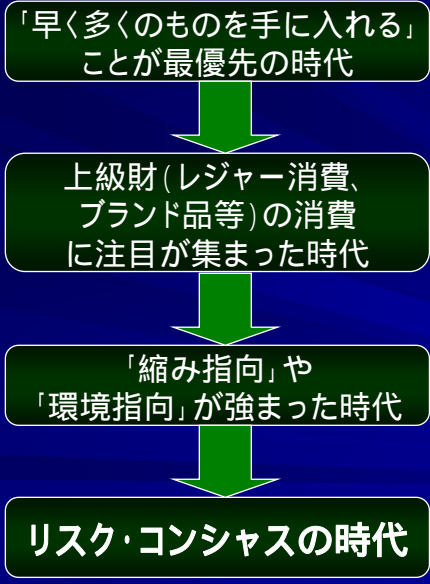 「早く多くのものを手に入れる」
ことが最優先の時代
上級財(レジャー消費、
ブランド品等)の消費
に注目が集まった時代
「縮み指向」や
「環境指向」が強まった時代
リスク・コンシャスの時代